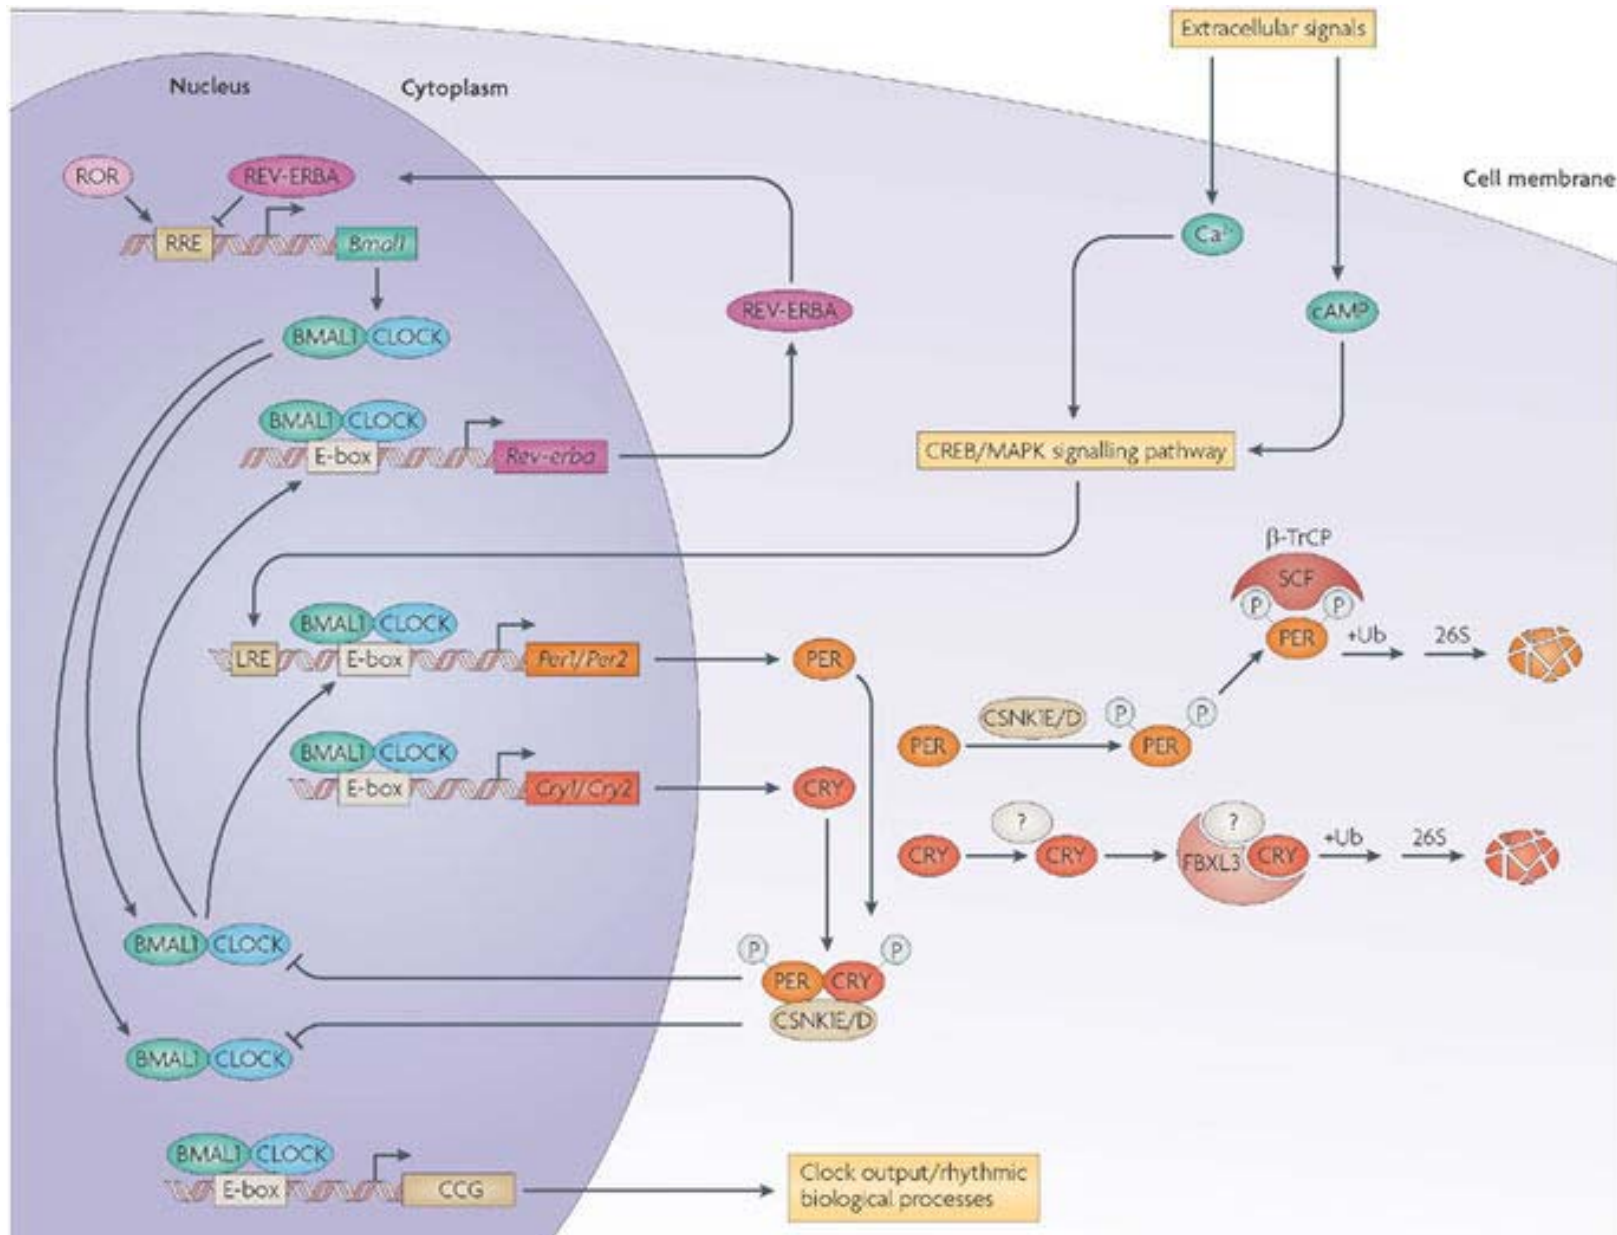 Extracellular signals
Nucleus
Cytoplasm
Cell membrane
ROR
REV-ERBA
RRE
Bmal1
Ca2+
cAMP
REV-ERBA
BMAL1 CLOCK
BMAL1 CLOCK
E-box
Rev-erba
CREB/MAPK signalling pathway
β-TrCP
SCF
P
P
PER
+Ub
26S
BMAL1 CLOCK
LRE
E-box
Per1/Per2
PER
CSNK1E/D
PER
P
P
PER
BMAL1 CLOCK
E-box
Cry1/Cry2
CRY
CRY
?
CRY
?
FBXL3
CRY
+Ub
26S
BMAL1 CLOCK
P
P
PER CRY
CSNK1E/D
BMAL1 CLOCK
BMAL1 CLOCK
E-box
CCG
Clock output/rhythmic
biological processes